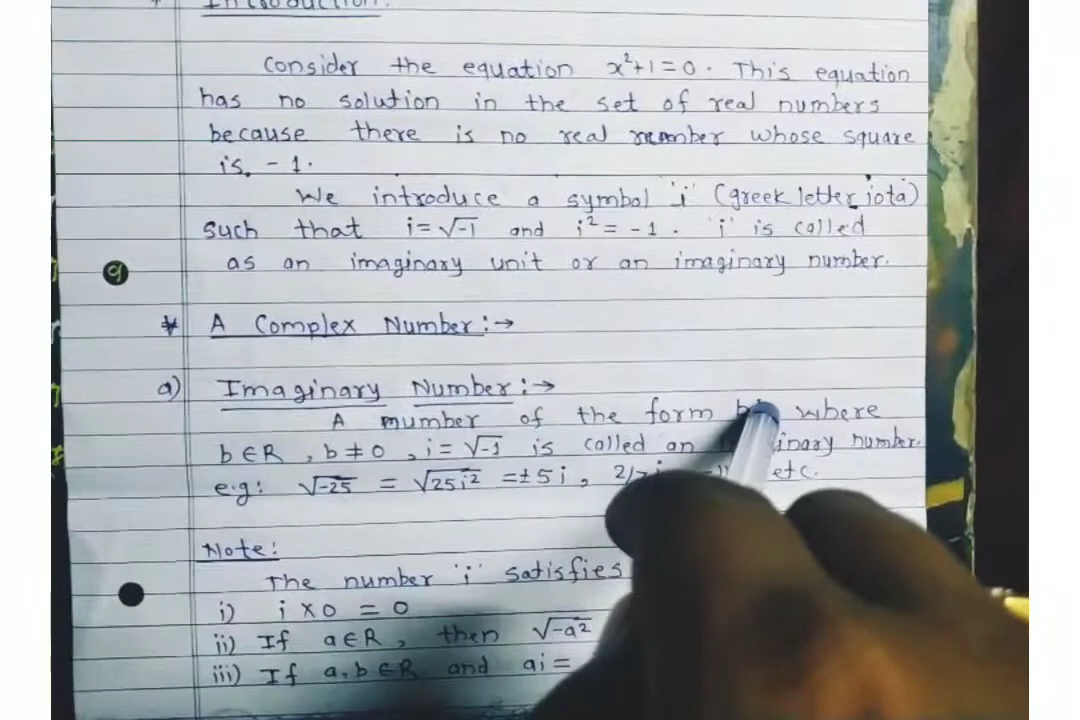 Introduction:
Consider the equation x²+1=0. This equation
has no solution in the set of real numbers
because there is no real number whose square
is -1.
We introduce a symbol 'i' (greek letter iota)
such that i=√-1 and i²= -1. 'i' is called
as an imaginary unit or an imaginary number.
* A Complex Number:→
a) Imaginary Number:→
A number of the form where
b∈R, b≠0, i=√-1 is called an number.
e.g: √-25 = √25i² =±5i, etc.
Note:
The number 'i' satisfies
i) i×0 = 0
ii) If a∈R, then √-a²
iii) If a,b∈R and ai=